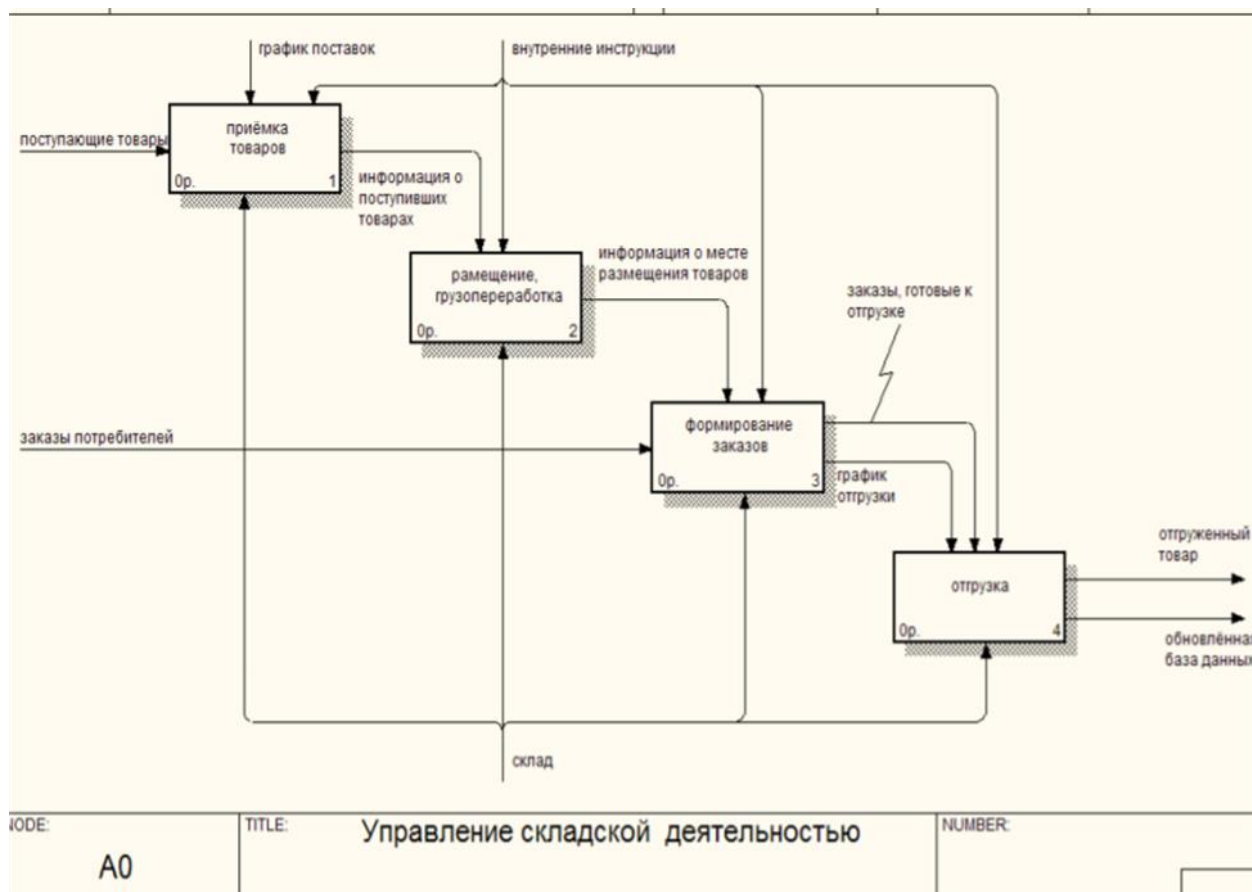 график поставок
внутренние инструкции
поступающие товары
приёмка
товаров
0р.
1
информация о
поступивших
товарах
рамещение,
грузопереработка
0р.
2
информация о месте
размещения товаров
заказы, готовые к
отгрузке
заказы потребителей
формирование
заказов
0р.
3
график
отгрузки
отгрузка
0р.
4
отгруженный
товар
обновлённая
база данных
склад
NODE:
A0
TITLE:
Управление складской деятельностью
NUMBER: